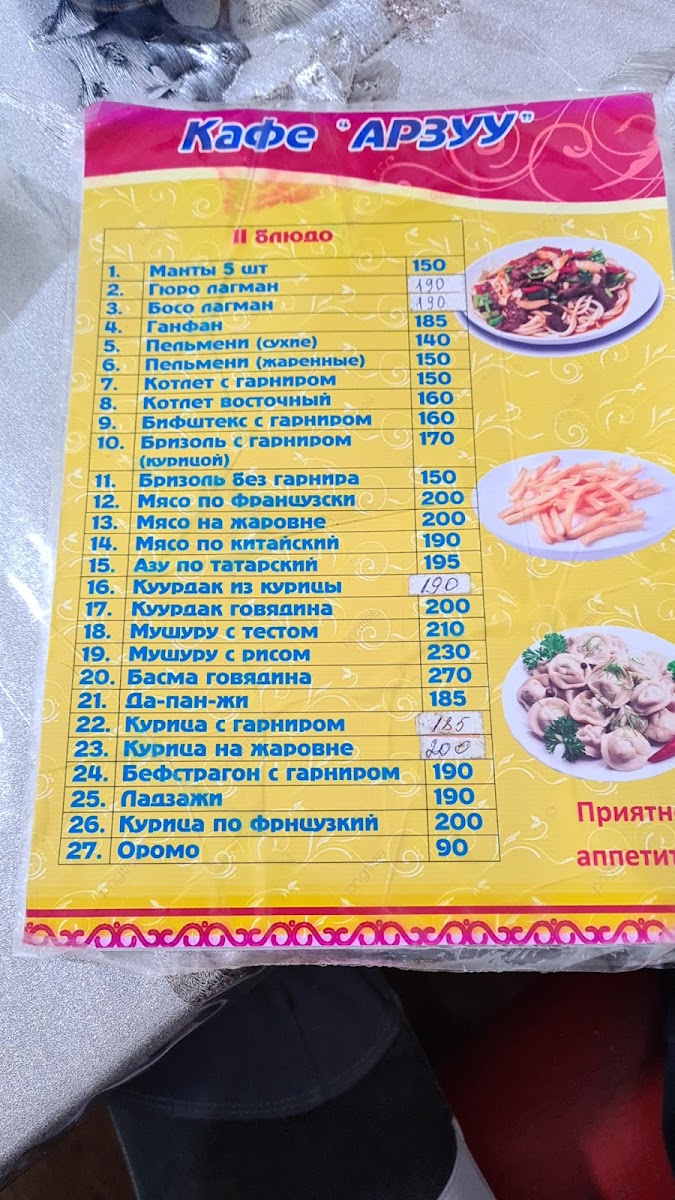 Кафе "АРЗУУ"
II блюдо
1. Манты 5 шт 150
2. Гюро лагман 190
3. Босо лагман 190
4. Ганфан 185
5. Пельмени (сухие) 140
6. Пельмени (жаренные) 150
7. Котлет с гарниром 150
8. Котлет восточный 160
9. Бифштекс с гарниром 160
10. Бризоль с гарниром 170
(курицой)
11. Бризоль без гарнира 150
12. Мясо по Французски 200
13. Мясо на жаровне 200
14. Мясо по китайский 190
15. Азу по татарский 195
16. Куурдак из курицы 190
17. Куурдак говядина 200
18. Мушуру с тестом 210
19. Мушуру с рисом 230
20. Басма говядина 270
21. Да-пан-жи 185
22. Курица с гарниром 185
23. Курица на жаровне 200
24. Бефстрагон с гарниром 190
25. Ладзажи 190
26. Курица по фрнцузкий 200
27. Оромо 90
Приятн
аппетит